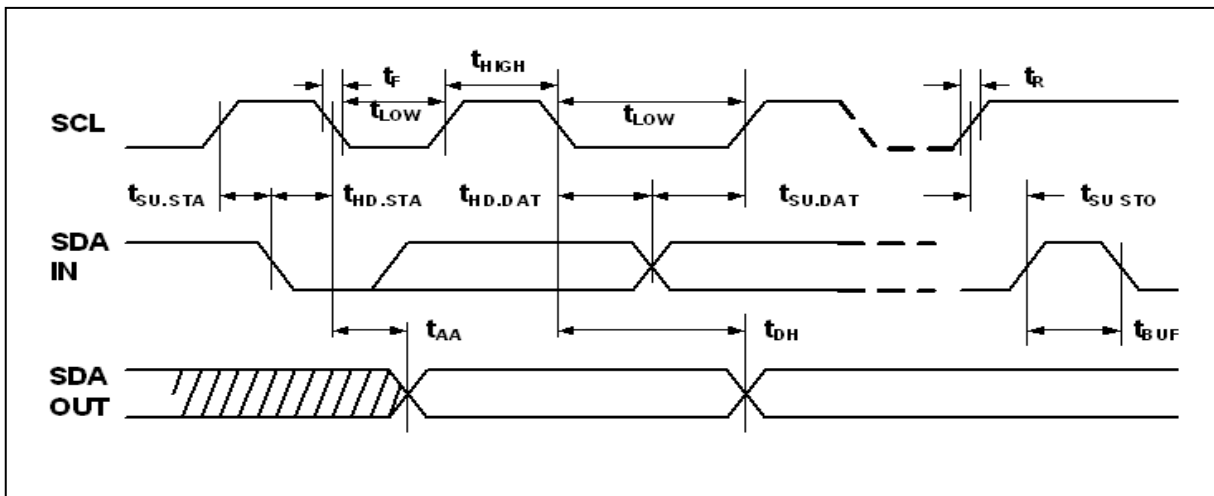 tHIGH
tF
tR
SCL
tLOW
tLOW
tSU.STA
tHD.STA
tHD.DAT
tSU.DAT
tSU STO
SDA
IN
tAA
tDH
tBUF
SDA
OUT